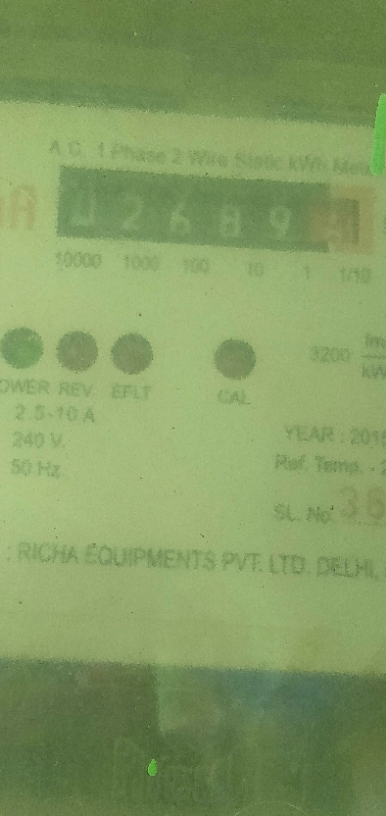 A.C. 1 Phase 2 Wire Static kWh
2 6 8 9
10000 1000 100 10 1 1/10
3200
POWER REV EFLT CAL
2.5-10 A
240 V.
50 Hz
YEAR : 201
Ref. Temp. -
SL. No. 36
: RICHA EQUIPMENTS PVT. LTD. DELHI,